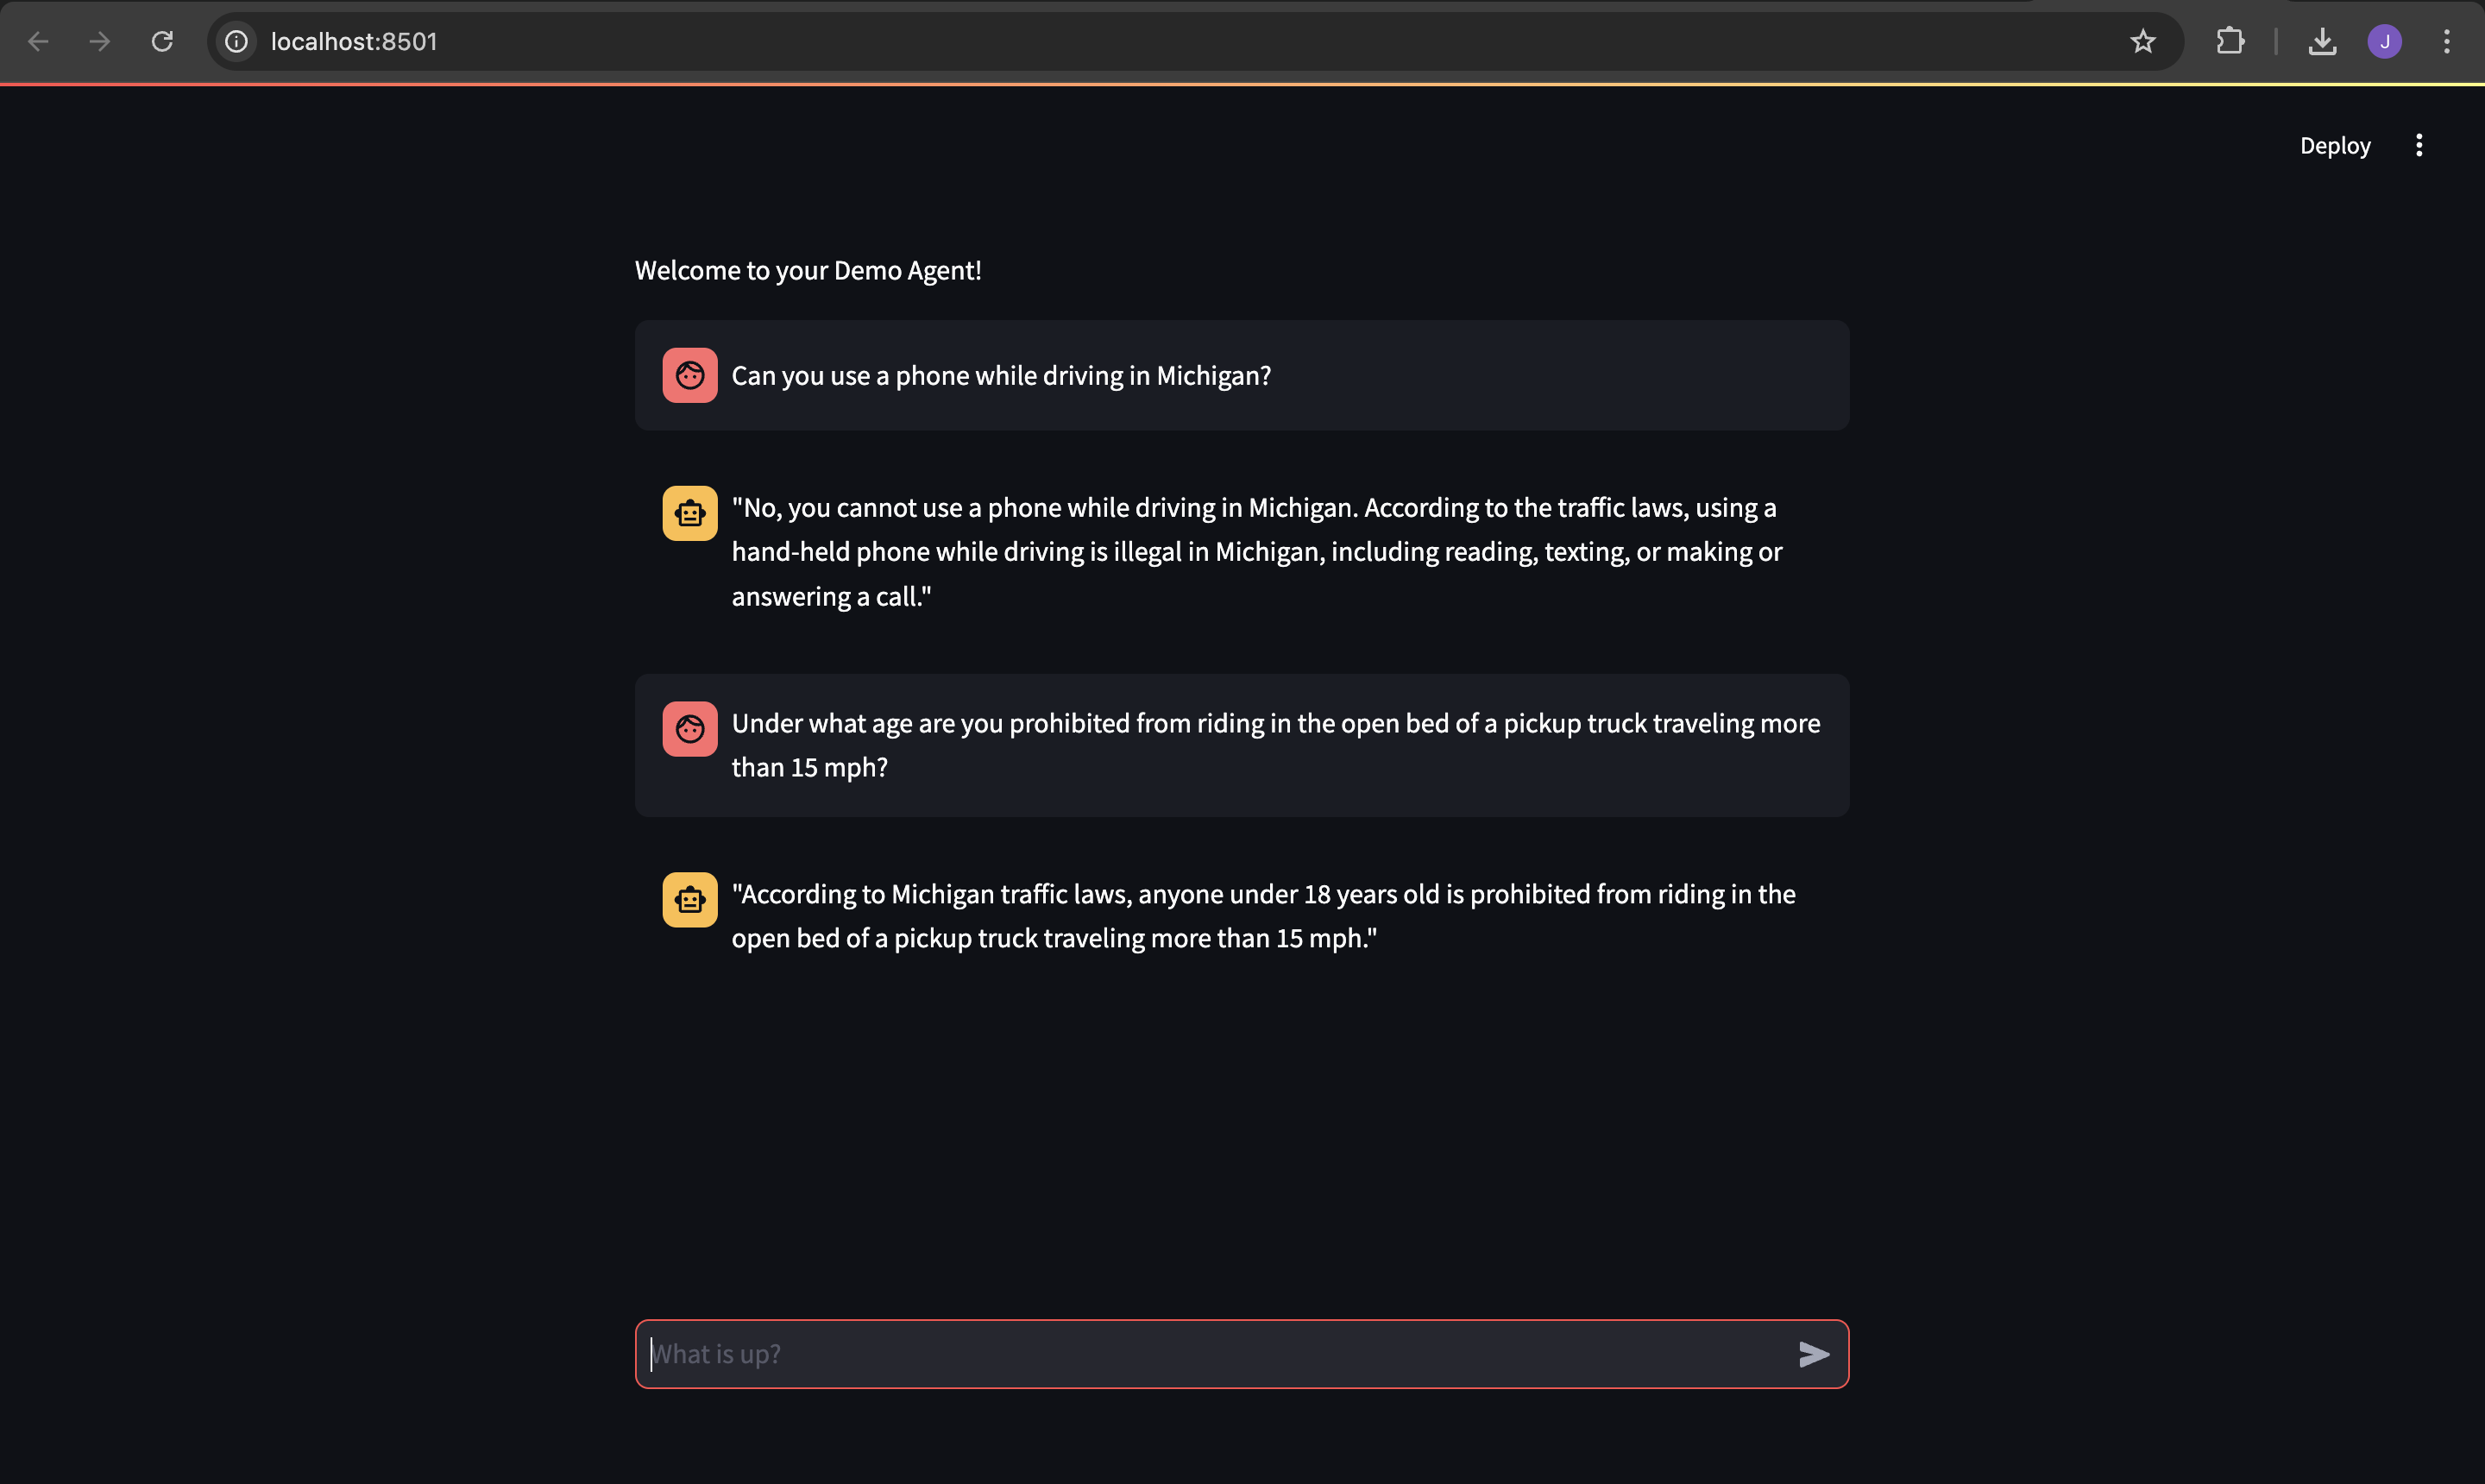 localhost:8501
J
Deploy
Welcome to your Demo Agent!
Can you use a phone while driving in Michigan?
"No, you cannot use a phone while driving in Michigan. According to the traffic laws, using a
hand-held phone while driving is illegal in Michigan, including reading, texting, or making or
answering a call."
Under what age are you prohibited from riding in the open bed of a pickup truck traveling more
than 15 mph?
"According to Michigan traffic laws, anyone under 18 years old is prohibited from riding in the
open bed of a pickup truck traveling more than 15 mph."
What is up?